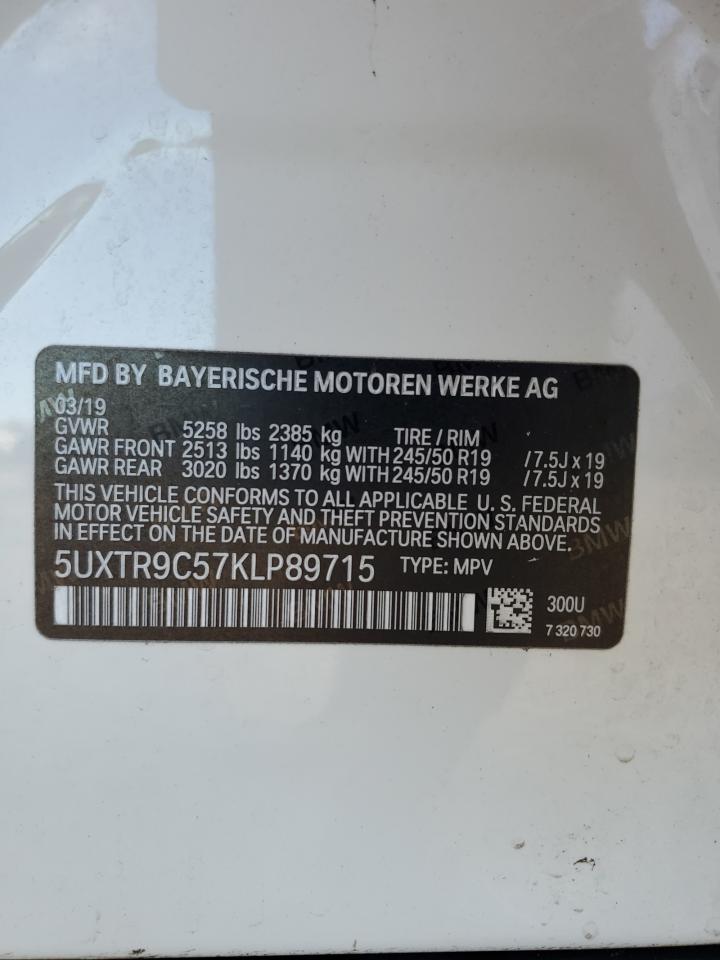 MFD BY BAYERISCHE MOTOREN WERKE AG
03/19
GVWR 5258 lbs 2385 kg TIRE / RIM
GAWR FRONT 2513 lbs 1140 kg WITH 245/50 R19 /7.5J x 19
GAWR REAR 3020 lbs 1370 kg WITH 245/50 R19 /7.5J x 19
THIS VEHICLE CONFORMS TO ALL APPLICABLE U. S. FEDERAL
MOTOR VEHICLE SAFETY AND THEFT PREVENTION STANDARDS
IN EFFECT ON THE DATE OF MANUFACTURE SHOWN ABOVE.
5UXTR9C57KLP89715 TYPE: MPV
300U
7 320 730